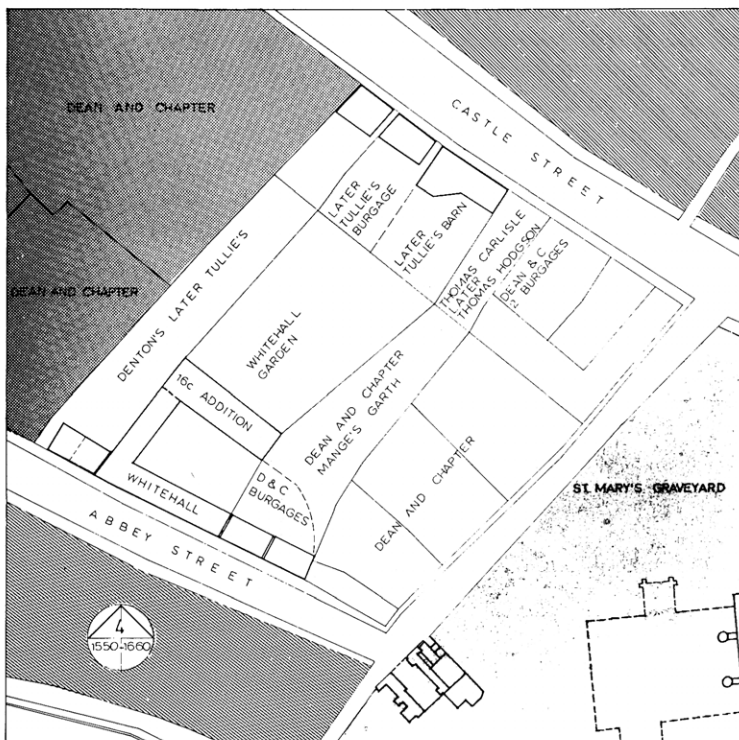 DEAN AND CHAPTER
CASTLE STREET
LATER
TULLIE'S
BURGAGE
LATER
TULLIE'S BARN
THOMAS CARLISLE
LATER
THOMAS HODGSON
DEAN & C
2 BURGAGES
DENTON'S LATER TULLIE'S
DEAN AND CHAPTER
WHITEHALL
GARDEN
16c ADDITION
DEAN AND CHAPTER
MANGE'S GARTH
DEAN AND CHAPTER
D & C
BURGAGES
WHITEHALL
ST. MARY'S GRAVEYARD
ABBEY STREET
4
1550-1660